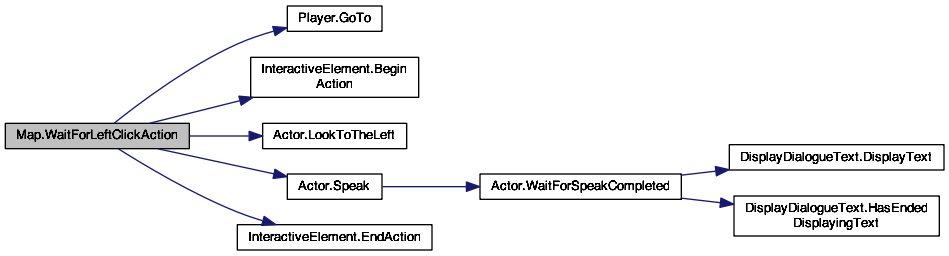 Player.GoTo
InteractiveElement.Begin
Action
Map.WaitForLeftClickAction
Actor.LookToTheLeft
Actor.Speak
Actor.WaitForSpeakCompleted
DisplayDialogueText.DisplayText
DisplayDialogueText.HasEnded
DisplayingText
InteractiveElement.EndAction